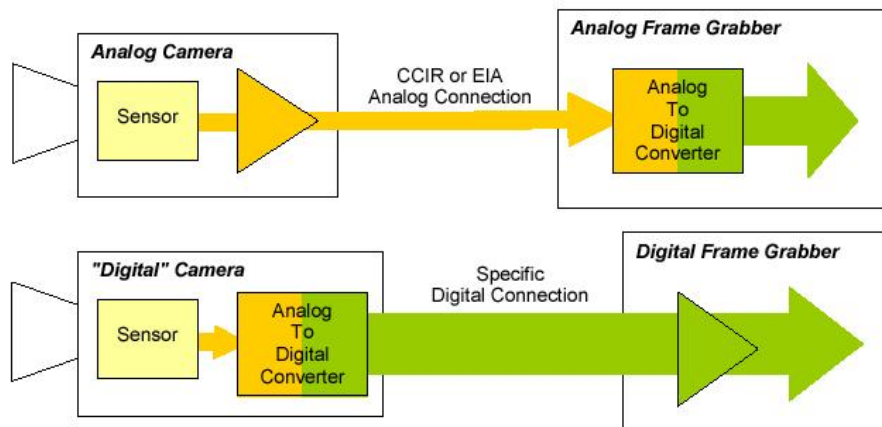 Analog Camera
Sensor
CCIR or EIA
Analog Connection
Analog Frame Grabber
Analog
To
Digital
Converter
"Digital" Camera
Sensor
Analog
To
Digital
Converter
Specific
Digital Connection
Digital Frame Grabber